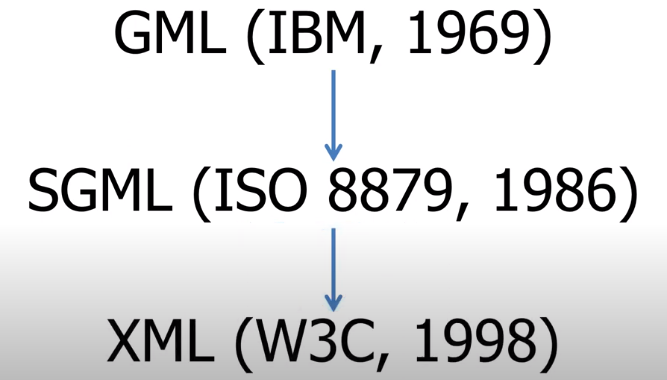 GML (IBM, 1969)
SGML (ISO 8879, 1986)
XML (W3C, 1998)